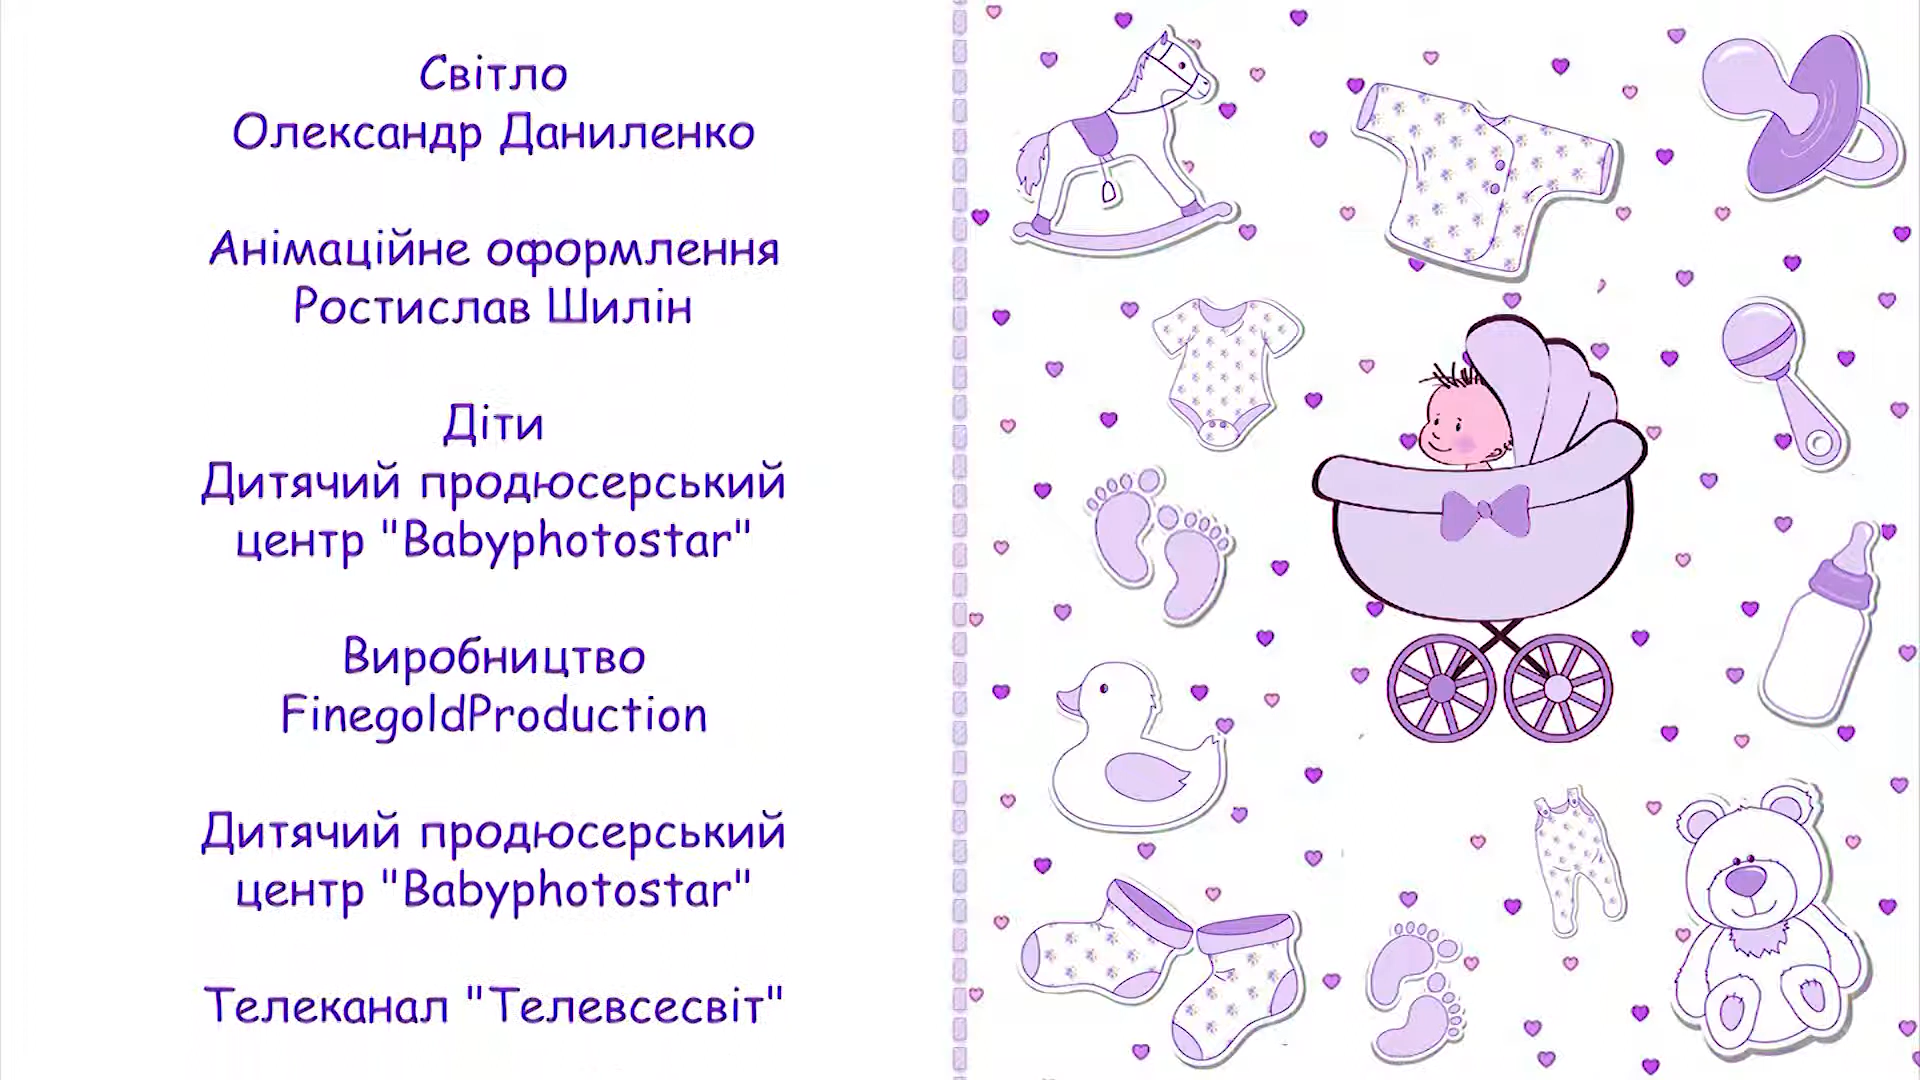 Світло
Олександр Даниленко
Анімаційне оформлення
Ростислав Шилін
Діти
Дитячий продюсерський
центр "Babyphotostar"
Виробництво
FinegoldProduction
Дитячий продюсерський
центр "Babyphotostar"
Телеканал "Телевсесвіт"